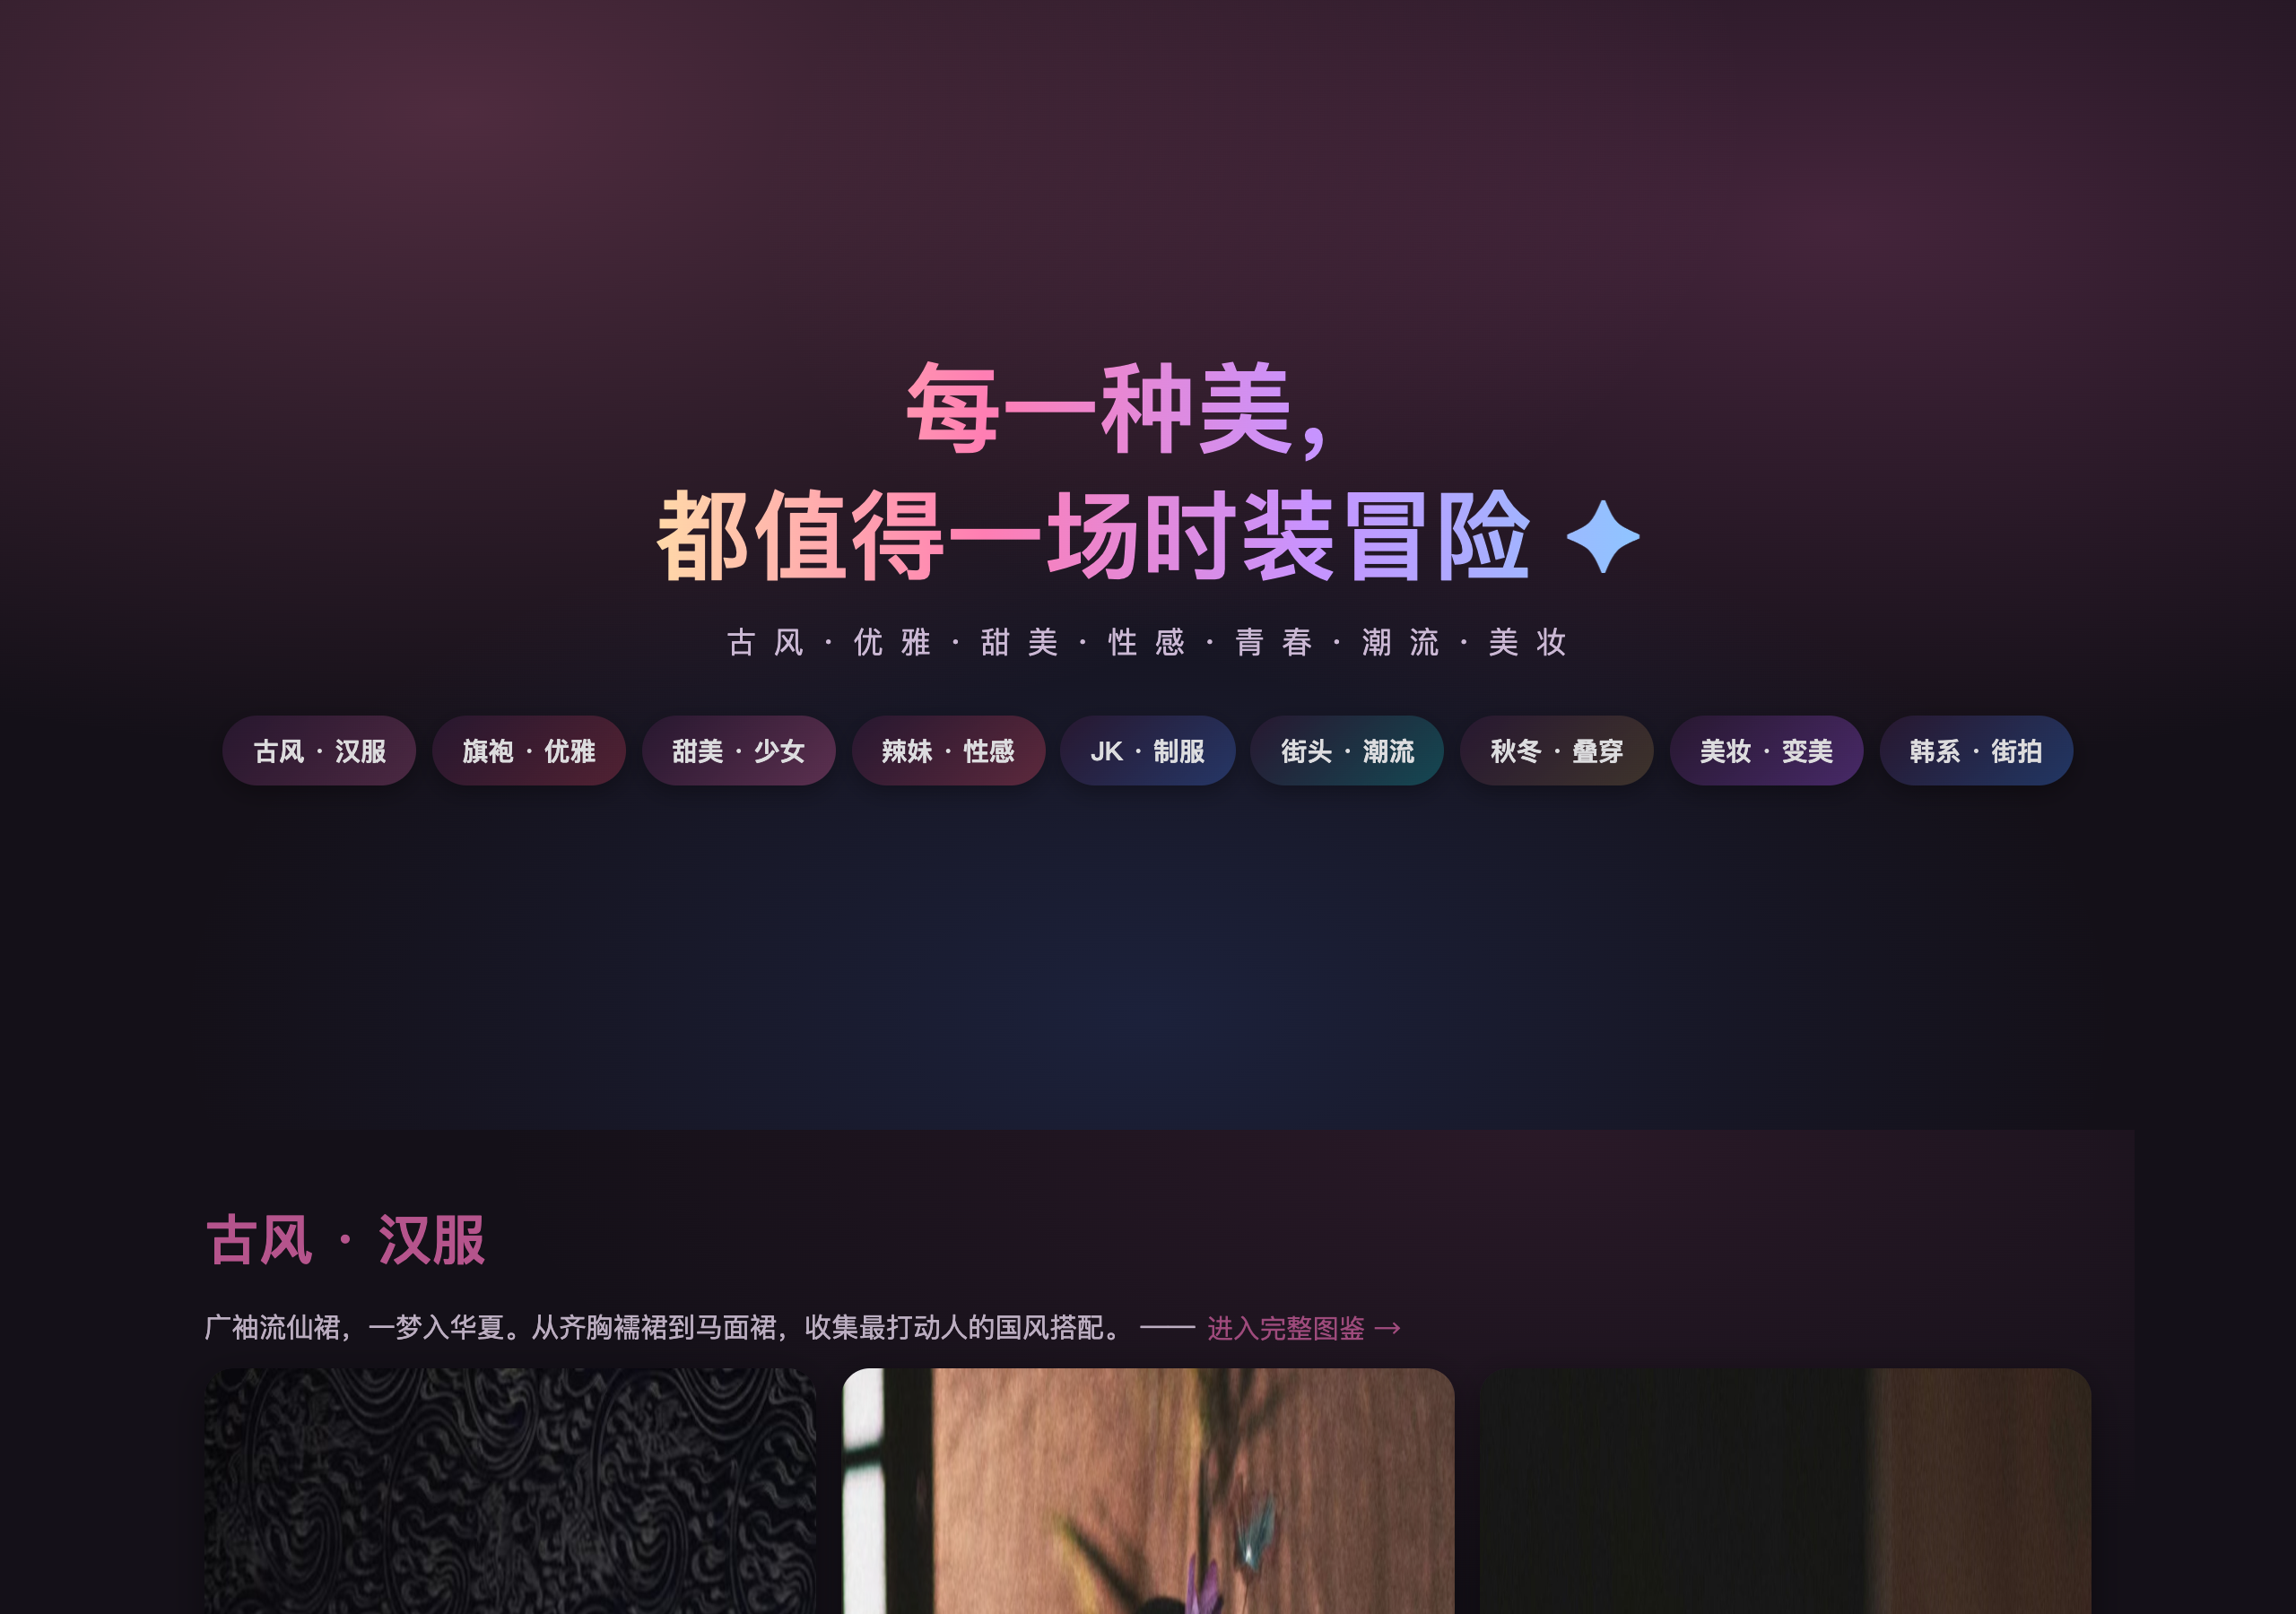 每一种美，
都值得一场时装冒险 ✦
古风·优雅·甜美·性感·青春·潮流·美妆
古风 · 汉服
旗袍 · 优雅
甜美 · 少女
辣妹 · 性感
JK · 制服
街头 · 潮流
秋冬 · 叠穿
美妆 · 变美
韩系 · 街拍
古风 · 汉服
广袖流仙裙，一梦入华夏。从齐胸襦裙到马面裙，收集最打动人的国风搭配。 —— 进入完整图鉴 →